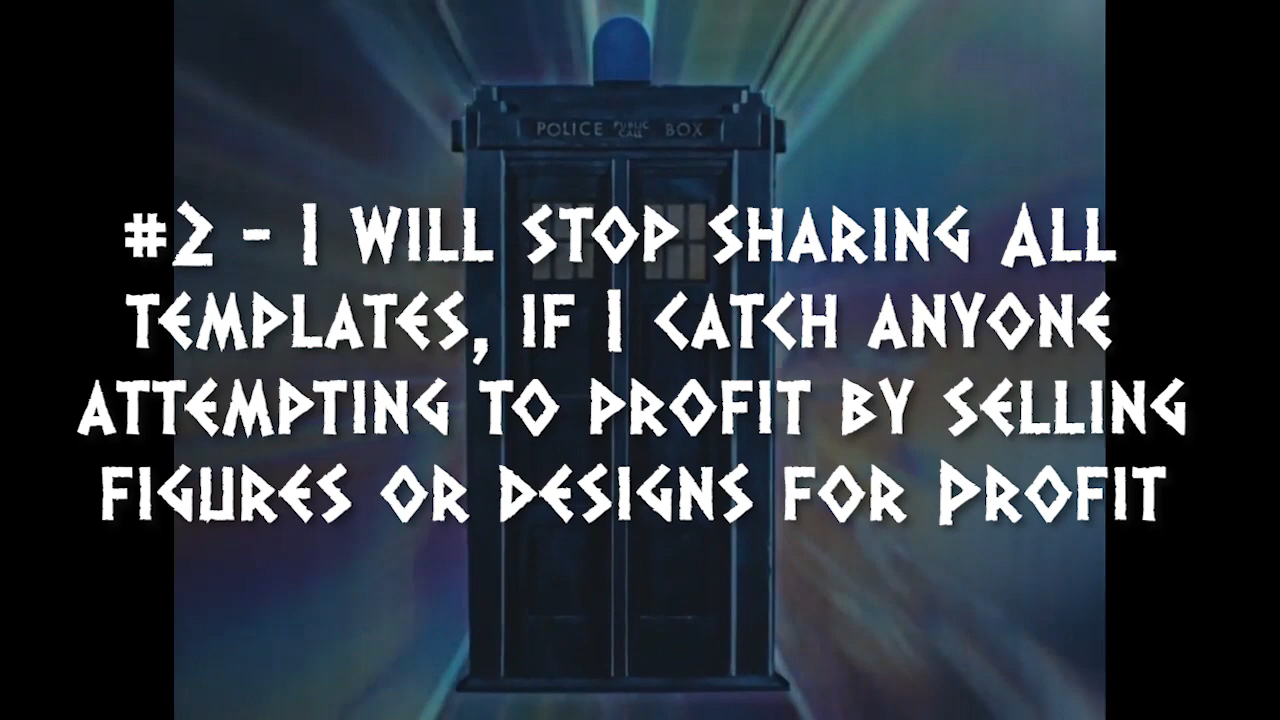 POLICE PUBLIC CALL BOX
#2 - I WILL STOP SHARING ALL
TEMPLATES, IF I CATCH ANYONE
ATTEMPTING TO PROFIT BY SELLING
FIGURES OR DESIGNS FOR PROFIT